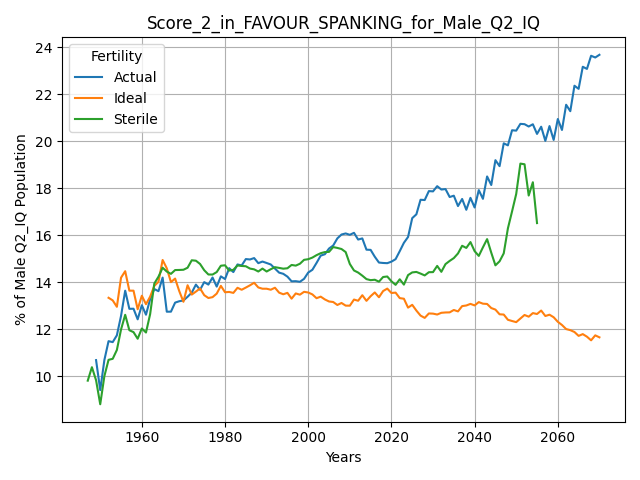 Score_2_in_FAVOUR_SPANKING_for_Male_Q2_IQ
Fertility
Actual
Ideal
Sterile
% of Male Q2_IQ Population
24
22
20
18
16
14
12
10
1960 1980 2000 2020 2040 2060
Years